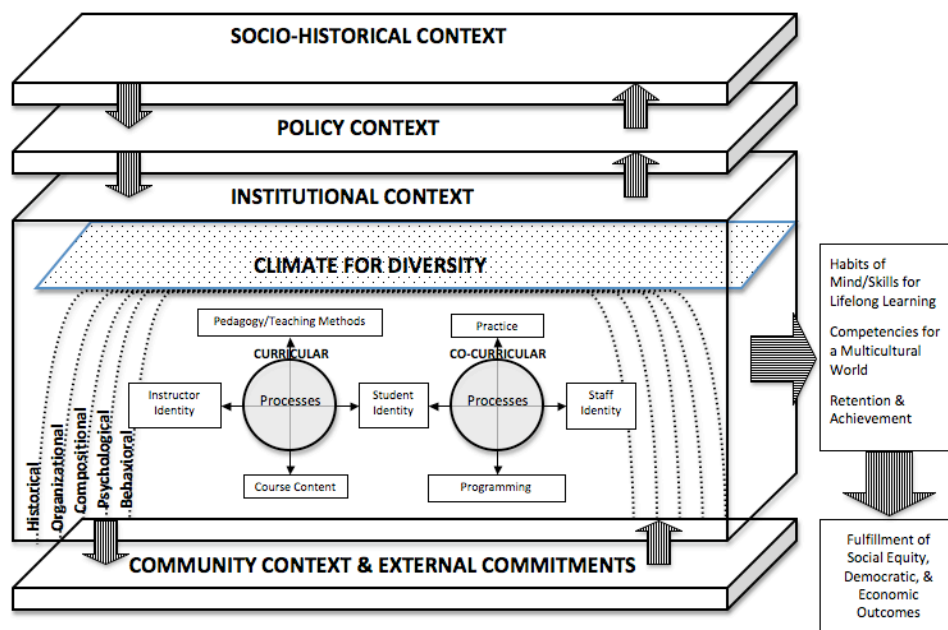 SOCIO-HISTORICAL CONTEXT
POLICY CONTEXT
INSTITUTIONAL CONTEXT
CLIMATE FOR DIVERSITY
Pedagogy/Teaching Methods
Practice
CURRICULAR
CO-CURRICULAR
Instructor
Identity
Processes
Student
Identity
Processes
Staff
Identity
Course Content
Programming
Historical
Organizational
Compositional
Psychological
Behavioral
COMMUNITY CONTEXT & EXTERNAL COMMITMENTS
Habits of
Mind/Skills for
Lifelong Learning
Competencies for
a Multicultural
World
Retention &
Achievement
Fulfillment of
Social Equity,
Democratic, &
Economic
Outcomes